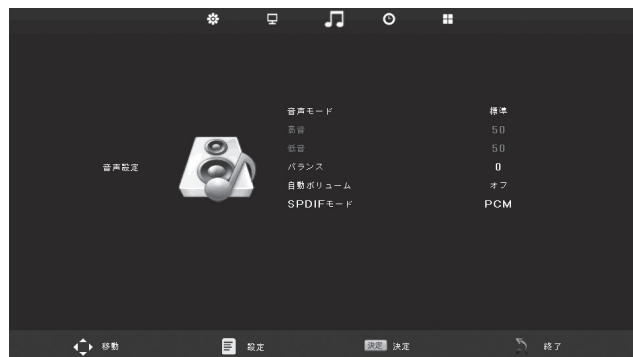 音声モード 標準
高音 50
低音 50
音声設定
バランス 0
自動ボリューム オフ
SPDIFモード PCM
移動 設定 決定 決定 終了